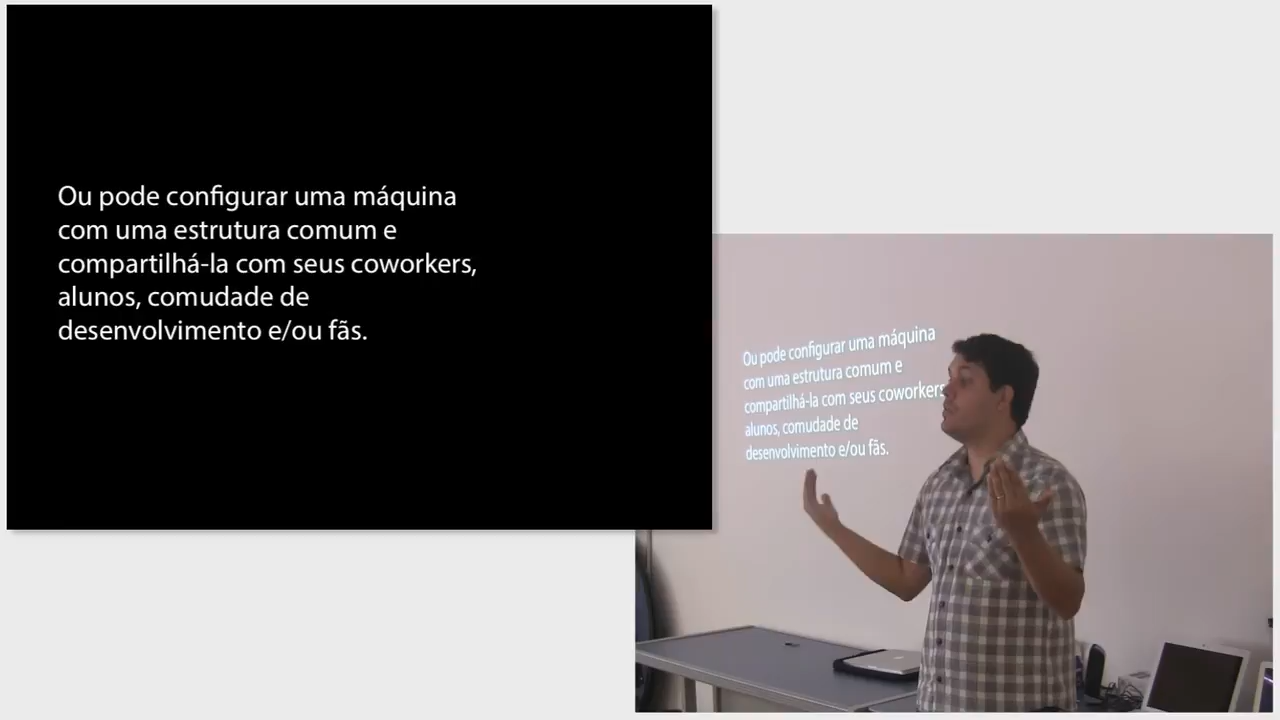 Ou pode configurar uma máquina
com uma estrutura comum e
compartilhá-la com seus coworkers,
alunos, comudade de
desenvolvimento e/ou fãs.
Ou pode configurar uma máquina
com uma estrutura comum e
compartilhá-la com seus coworkers
alunos, comudade de
desenvolvimento e/ou fãs.